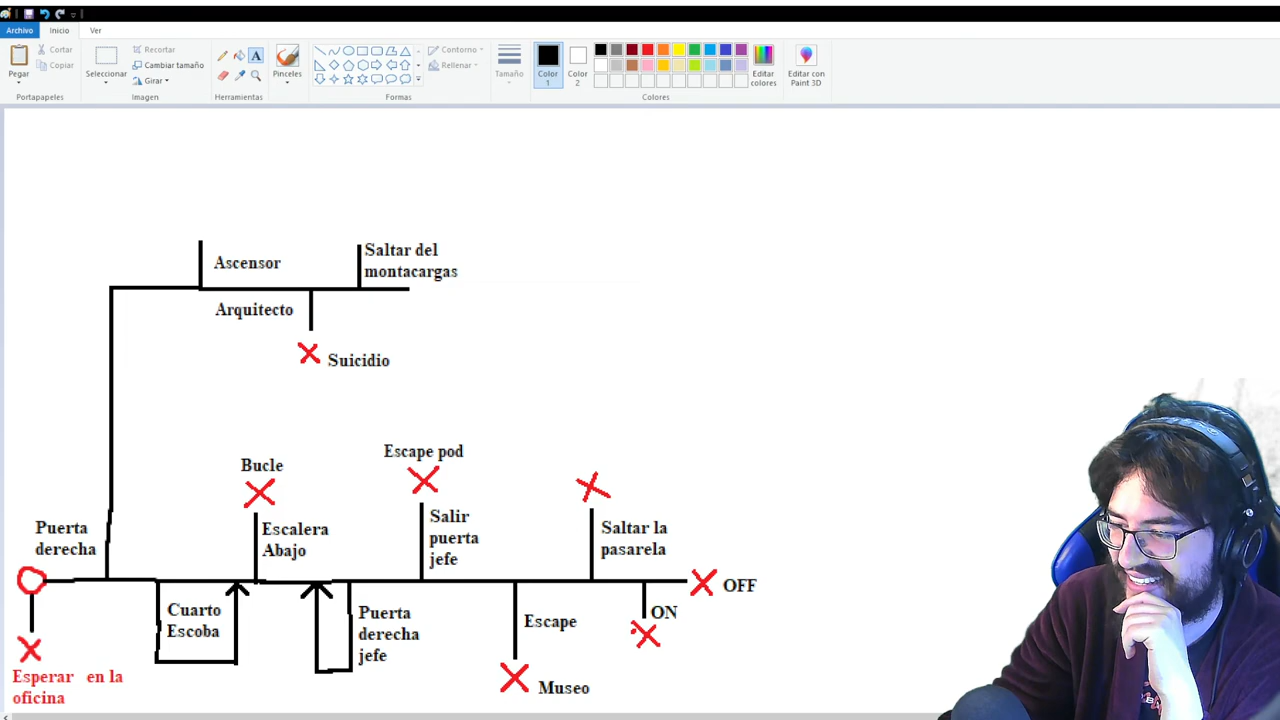 Archivo Inicio Ver
Pegar
Cortar
Copiar
Portapapeles
Seleccionar
Recortar
Cambiar tamaño
Girar
Imagen
A
Herramientas
Pinceles
Formas
Contorno
Rellenar
Tamaño
Color
1
Color
2
Colores
Editar
colores
Editar con
Paint 3D
Ascensor
Saltar del
montacargas
Arquitecto
Suicidio
Bucle
Escape pod
Puerta
derecha
Escalera
Abajo
Salir
puerta
jefe
Saltar la
pasarela
OFF
Cuarto
Escoba
Puerta
derecha
jefe
Escape
ON
Esperar en la
oficina
Museo